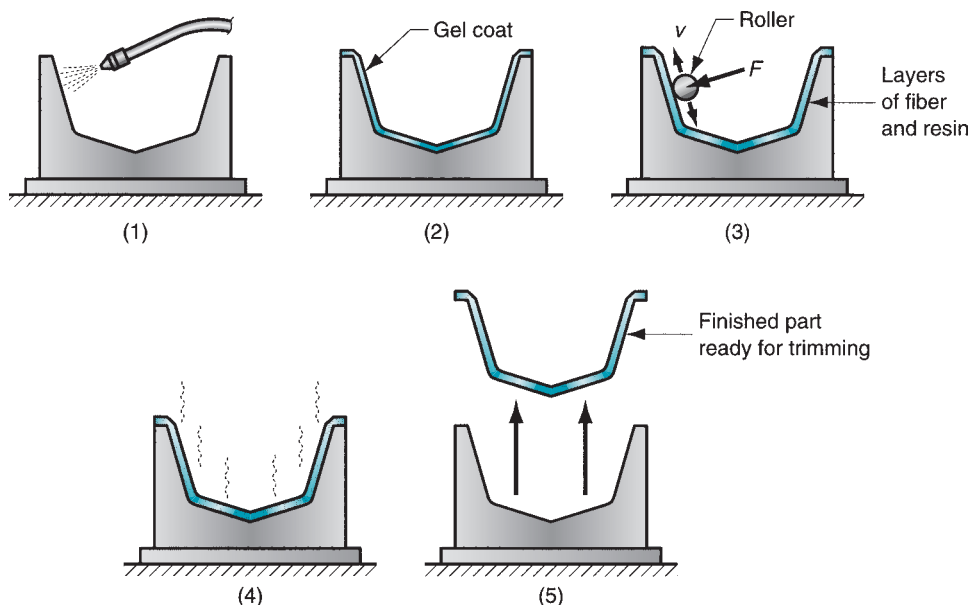 Gel coat
v
Roller
F
Layers
of fiber
and resin
(1)
(2)
(3)
Finished part
ready for trimming
(4)
(5)